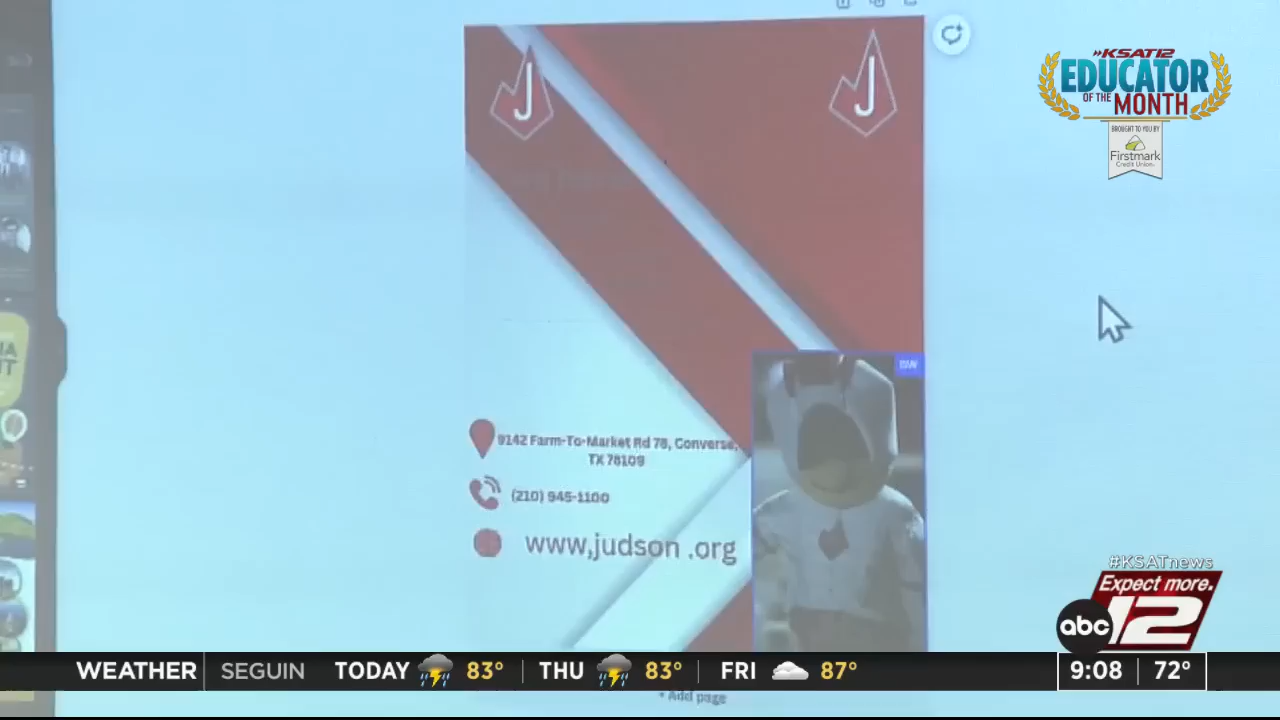 J
J
KSAT12
EDUCATOR
OF THE
MONTH
BROUGHT TO YOU BY
Firstmark
Credit Union
9142 Farm-To-Market Rd 78, Converse,
TX 78109
(210) 945-1100
www,judson .org
#KSATnews
Expect more.
abc 12
WEATHER SEGUIN TODAY 83° THU 83° FRI 87° 9:08 72°
+ Add page